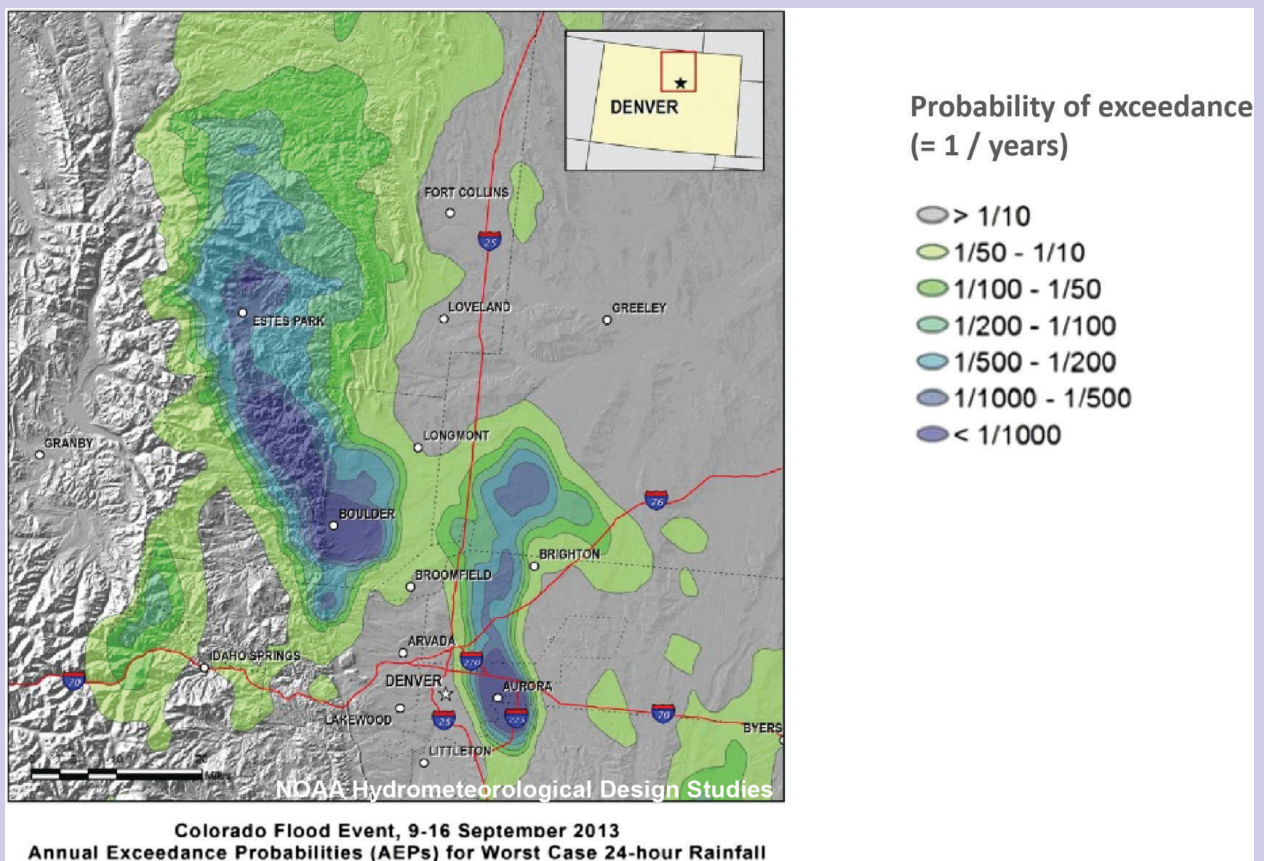 DENVER
Probability of exceedance
(= 1 / years)
> 1/10
1/50 - 1/10
1/100 - 1/50
1/200 - 1/100
1/500 - 1/200
1/1000 - 1/500
< 1/1000
FORT COLLINS
25
LOVELAND
GREELEY
ESTES PARK
GRANBY
LONGMONT
76
BOULDER
BRIGHTON
BROOMFIELD
ARVADA
IDAHO SPRINGS
270
70
DENVER
AURORA
LAKEWOOD
25
225
70
BYERS
LITTLETON
5 10 20
Miles
NOAA Hydrometeorological Design Studies
Colorado Flood Event, 9-16 September 2013
Annual Exceedance Probabilities (AEPs) for Worst Case 24-hour Rainfall